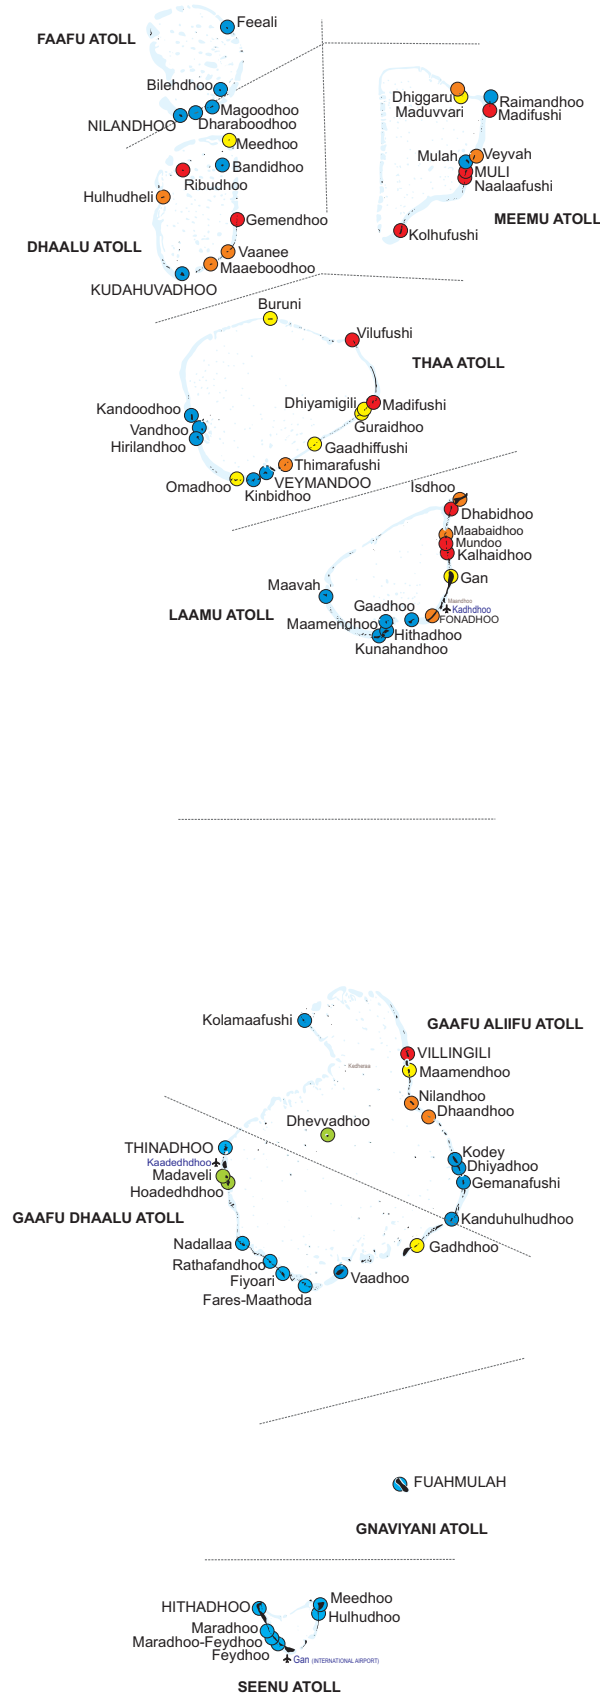 Feeali
FAAFU ATOLL
Bilehdhoo
Magoodhoo
NILANDHOO
Dharaboodhoo
Meedhoo
Bandidhoo
Ribudhoo
Hulhudheli
Gemendhoo
DHAALU ATOLL
Vaanee
Maaeboodhoo
KUDAHUVADHOO
Dhiggaru
Maduvvari
Raimandhoo
Madifushi
Mulah
Veyvah
MULI
Naalaafushi
MEEMU ATOLL
Kolhufushi
Buruni
Vilufushi
THAA ATOLL
Kandoodhoo
Dhiyamigili
Madifushi
Vandhoo
Guraidhoo
Hirilandhoo
Gaadhiffushi
Thimarafushi
Omadhoo
VEYMANDOO
Kinbidhoo
Isdhoo
Dhabidhoo
Maabaidhoo
Mundoo
Kalhaidhoo
Gan
Maavah
Maandhoo
Kadhdhoo
LAAMU ATOLL
Gaadhoo
FONADHOO
Maamendhoo
Hithadhoo
Kunahandhoo
Kolamaafushi
GAAFU ALIIFU ATOLL
VILLINGILI
Maamendhoo
Nilandhoo
Dhaandhoo
Dhevvadhoo
THINADHOO
Kodey
Kaadedhdhoo
Dhiyadhoo
Madaveli
Gemanafushi
Hoadedhdhoo
GAAFU DHAALU ATOLL
Kanduhulhudhoo
Nadallaa
Gadhdhoo
Rathafandhoo
Fiyoari
Vaadhoo
Fares-Maathoda
FUAHMULAH
GNAVIYANI ATOLL
HITHADHOO
Meedhoo
Hulhudhoo
Maradhoo
Maradhoo-Feydhoo
Feydhoo
Gan (INTERNATIONAL AIRPORT)
SEENU ATOLL